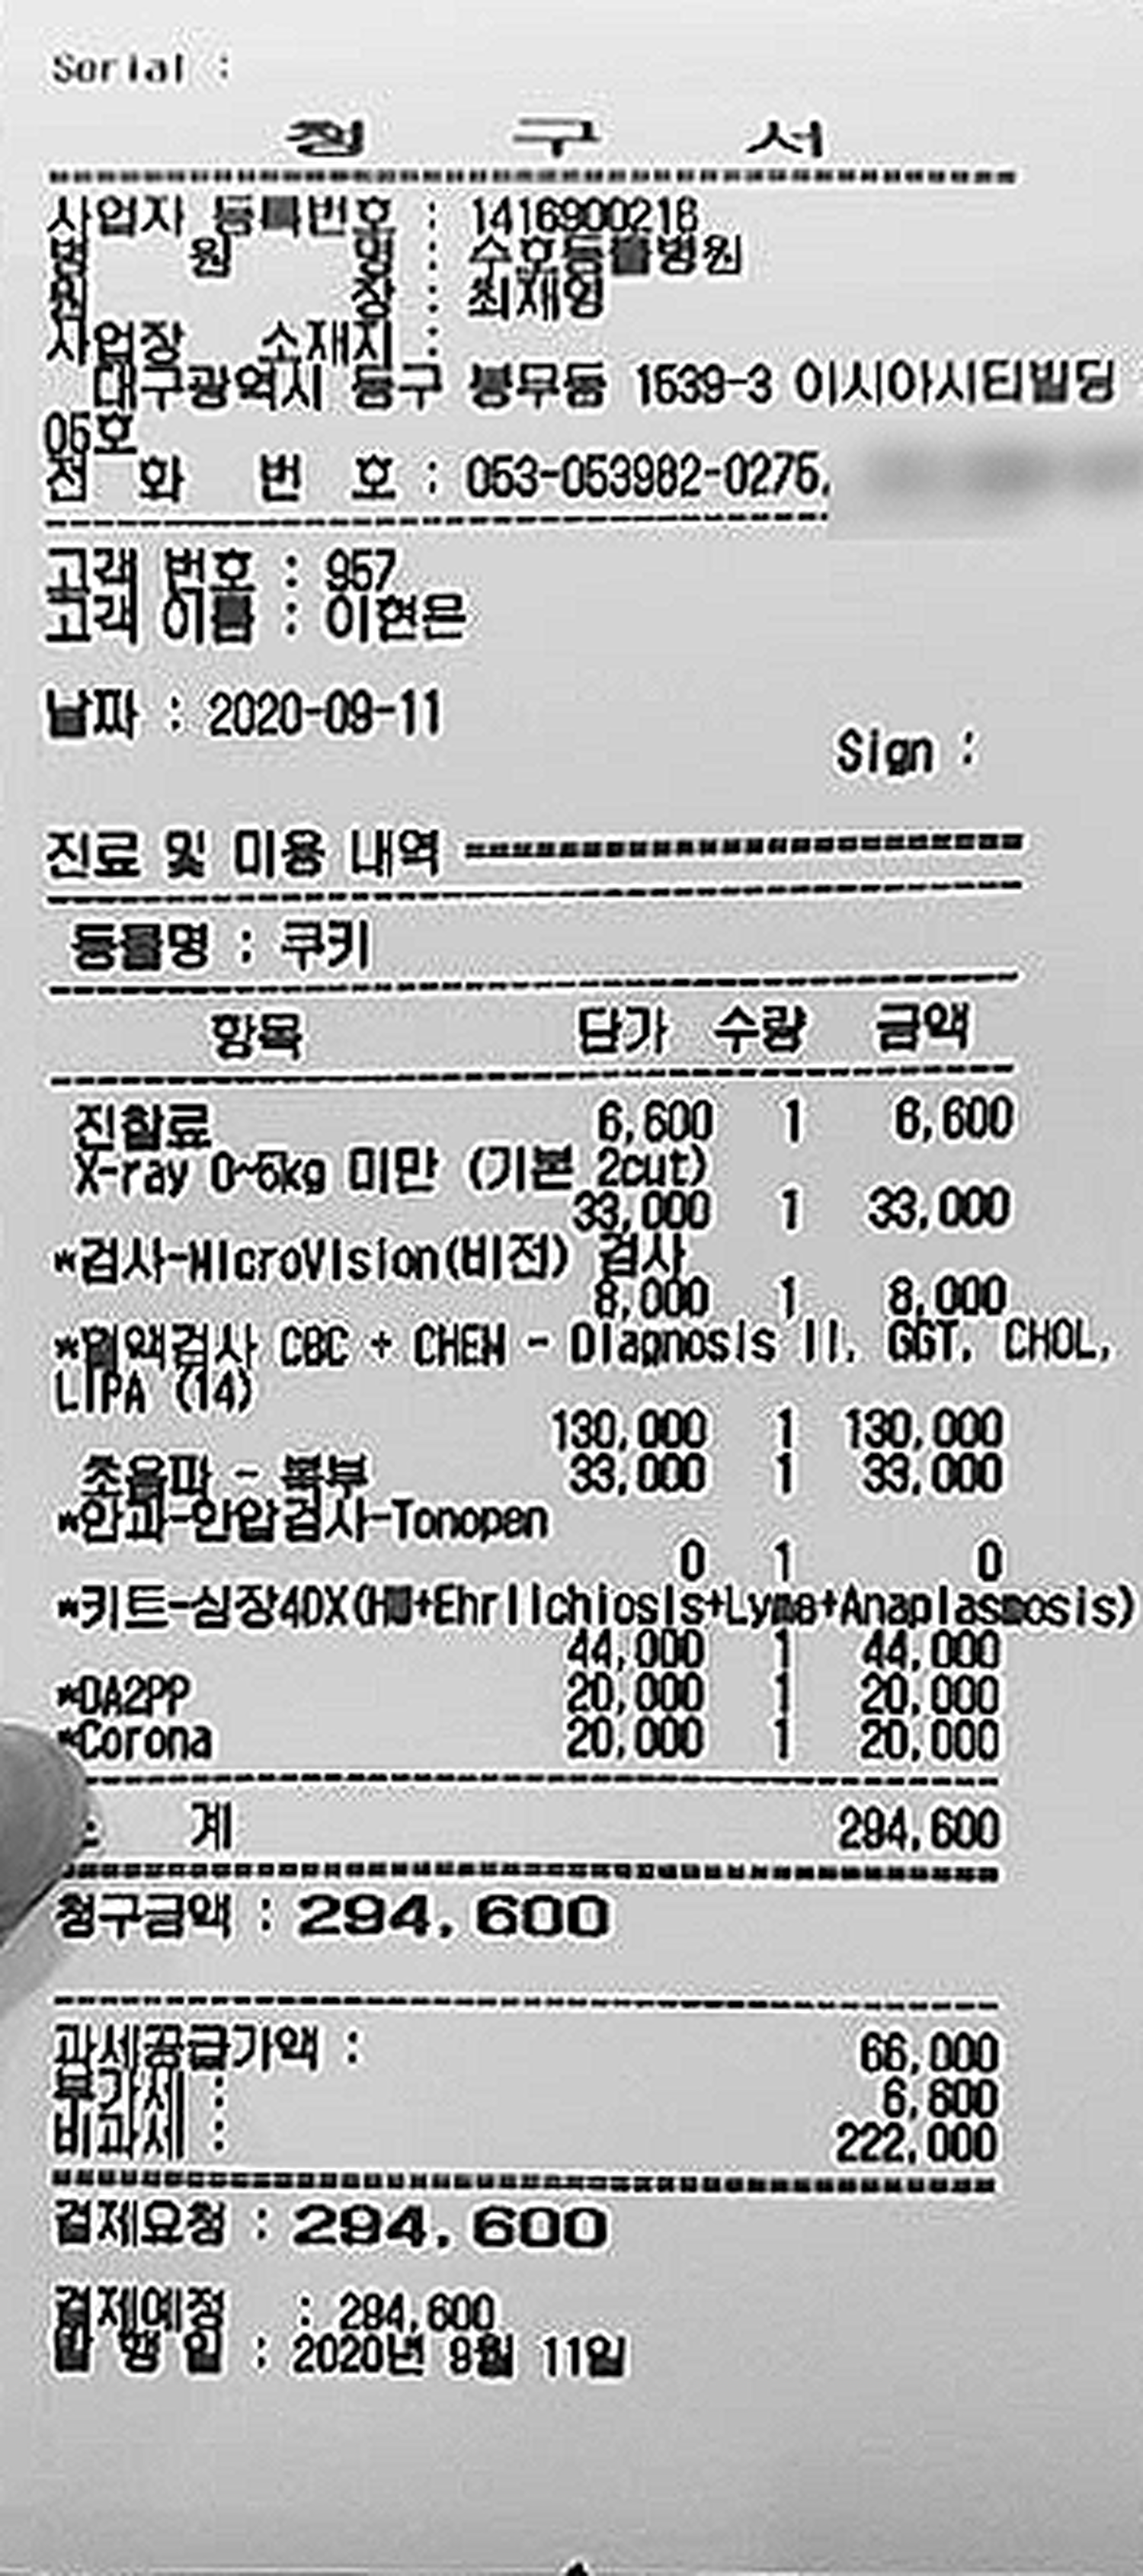 Serial :
청 구 서
사업자 등록번호 : 1416900216
병 원 명 : 수호동물병원
원 장 : 최재영
사업장 소재지 :
대구광역시 동구 봉무동 1539-3 이시아시티빌딩
05호
전 화 번 호 : 053-053982-0275,
고객 번호 : 957
고객 이름 : 이현은
날짜 : 2020-09-11
Sign :
진료 및 미용 내역
동물명 : 쿠키
항목 단가 수량 금액
진찰료 6,600 1 6,600
X-ray 0~5kg 미만 (기본 2cut)
33,000 1 33,000
*검사-MicroVision(비전) 검사
8,000 1 8,000
*혈액검사 CBC + CHEM - Diagnosis II, GGT, CHOL,
LIPA (14)
130,000 1 130,000
초음파 - 복부 33,000 1 33,000
*안과-안압검사-Tonopen
0 1 0
*키트-심장4DX(HW+Ehrlichiosis+Lyme+Anaplasmosis)
44,000 1 44,000
*DA2PP 20,000 1 20,000
*Corona 20,000 1 20,000
소 계 294,600
청구금액 : 294,600
과세공급가액 : 66,000
부가세 : 6,600
비과세 : 222,000
결제요청 : 294,600
결제예정 : 294,600
발 행 일 : 2020년 9월 11일